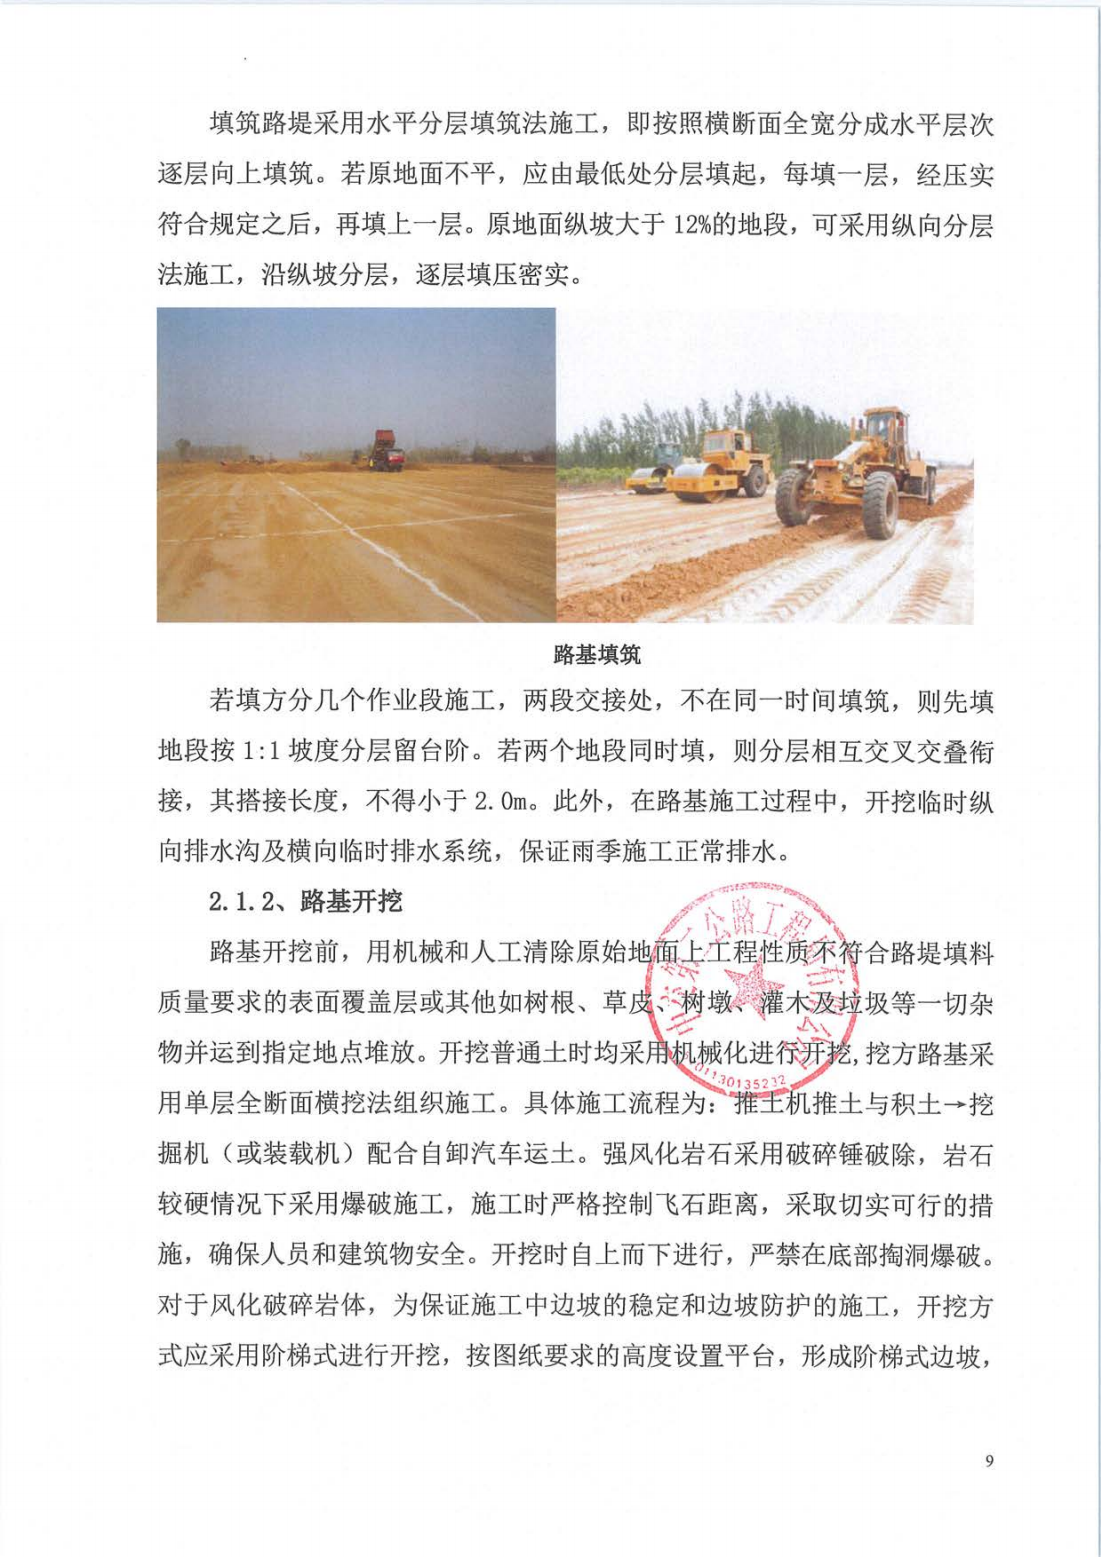 填筑路堤采用水平分层填筑法施工，即按照横断面全宽分成水平层次
逐层向上填筑。若原地面不平，应由最低处分层填起，每填一层，经压实
符合规定之后，再填上一层。原地面纵坡大于 12%的地段，可采用纵向分层
法施工，沿纵坡分层，逐层填压密实。
路基填筑
若填方分几个作业段施工，两段交接处，不在同一时间填筑，则先填
地段按 1:1 坡度分层留台阶。若两个地段同时填，则分层相互交叉交叠衔
接，其搭接长度，不得小于 2.0m。此外，在路基施工过程中，开挖临时纵
向排水沟及横向临时排水系统，保证雨季施工正常排水。
2.1.2、路基开挖
路基开挖前，用机械和人工清除原始地面上工程性质不符合路堤填料
质量要求的表面覆盖层或其他如树根、草皮、树墩、灌木及垃圾等一切杂
物并运到指定地点堆放。开挖普通土时均采用机械化进行开挖,挖方路基采
用单层全断面横挖法组织施工。具体施工流程为：推土机推土与积土→挖
掘机（或装载机）配合自卸汽车运土。强风化岩石采用破碎锤破除，岩石
较硬情况下采用爆破施工，施工时严格控制飞石距离，采取切实可行的措
施，确保人员和建筑物安全。开挖时自上而下进行，严禁在底部掏洞爆破。
对于风化破碎岩体，为保证施工中边坡的稳定和边坡防护的施工，开挖方
式应采用阶梯式进行开挖，按图纸要求的高度设置平台，形成阶梯式边坡，
9